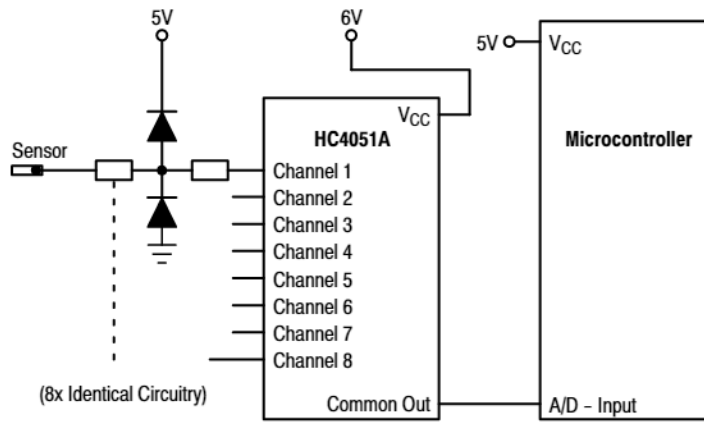 5V
6V
5V
VCC
VCC
HC4051A
Microcontroller
Sensor
Channel 1
Channel 2
Channel 3
Channel 4
Channel 5
Channel 6
Channel 7
Channel 8
(8x Identical Circuitry)
Common Out
A/D – Input